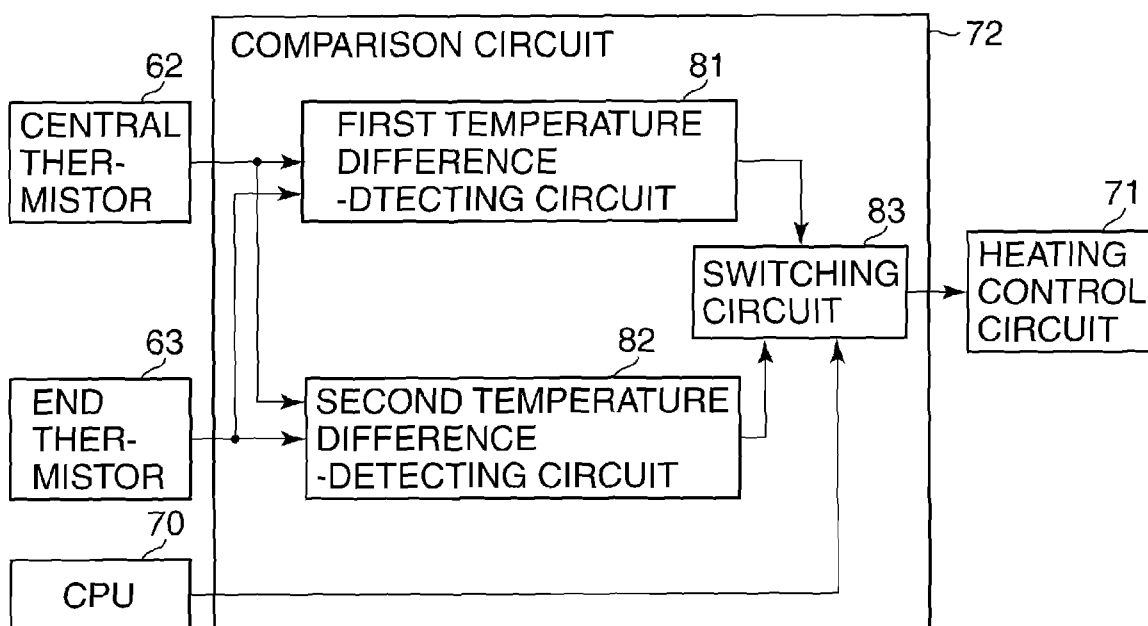 COMPARISON CIRCUIT
72
62
CENTRAL
THER-
MISTOR
81
FIRST TEMPERATURE
DIFFERENCE
-DTECTING CIRCUIT
83
SWITCHING
CIRCUIT
71
HEATING
CONTROL
CIRCUIT
63
END
THER-
MISTOR
82
SECOND TEMPERATURE
DIFFERENCE
-DETECTING CIRCUIT
70
CPU